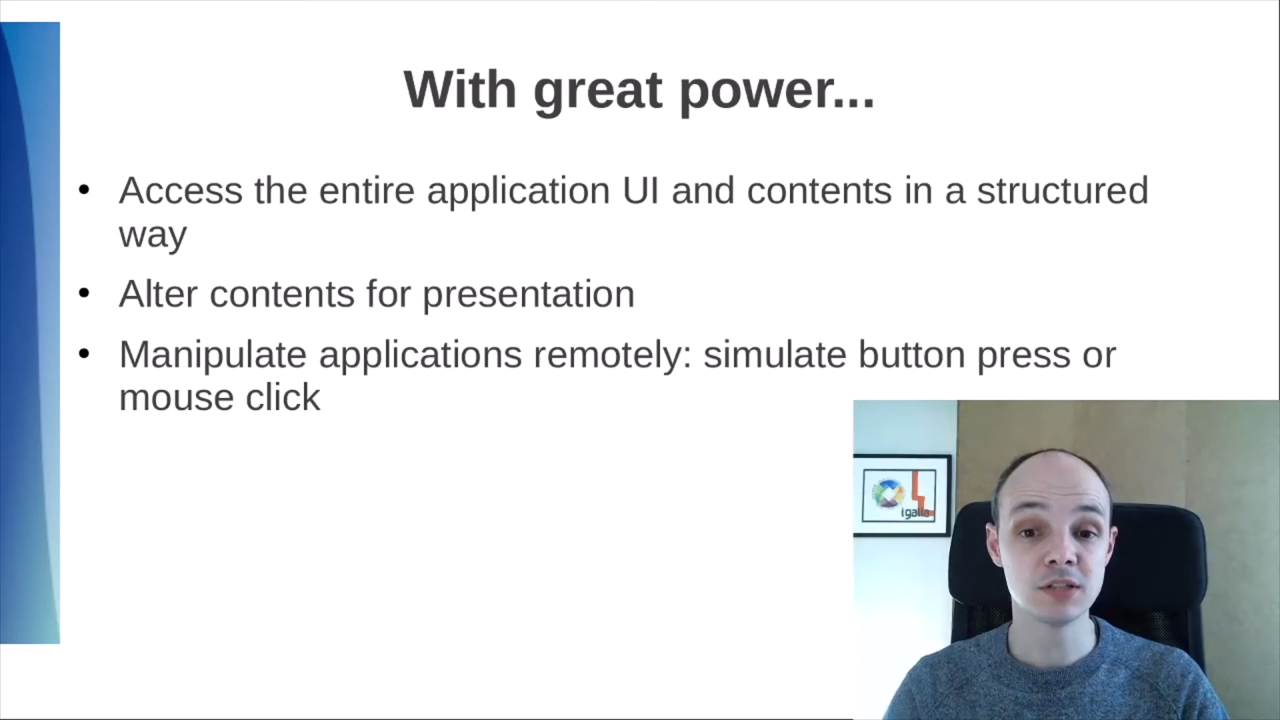 With great power...
• Access the entire application UI and contents in a structured
way
• Alter contents for presentation
• Manipulate applications remotely: simulate button press or
mouse click
igalia